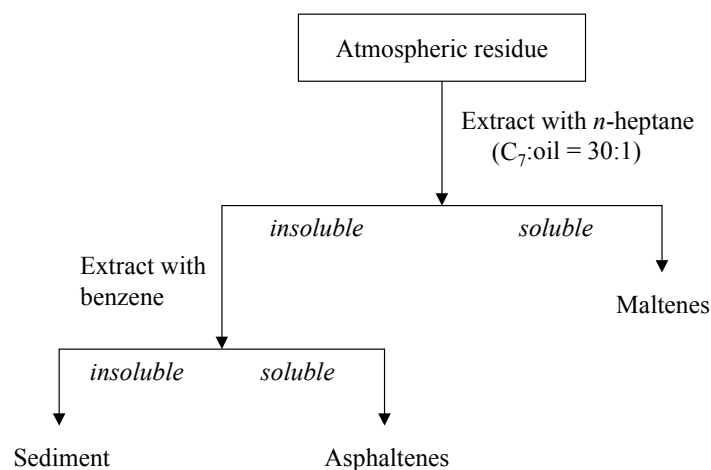 Atmospheric residue
Extract with n-heptane
(C₇:oil = 30:1)
insoluble
soluble
Extract with
benzene
Maltenes
insoluble
soluble
Sediment
Asphaltenes